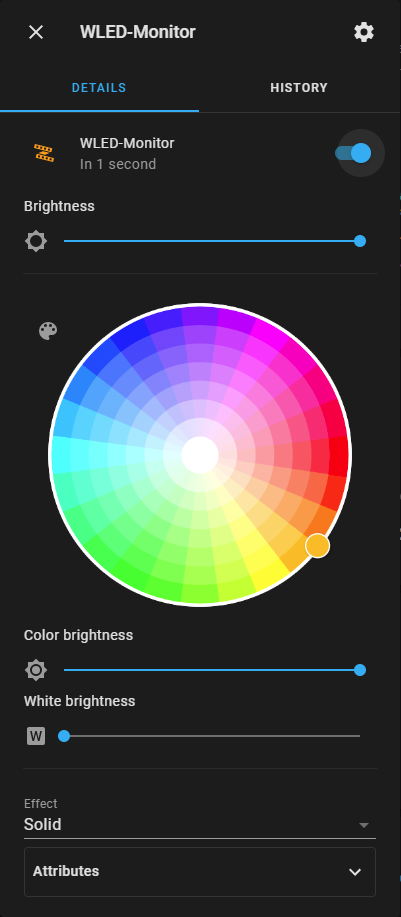 WLED-Monitor
DETAILS
HISTORY
WLED-Monitor
In 1 second
Brightness
Color brightness
White brightness
W
Effect
Solid
Attributes